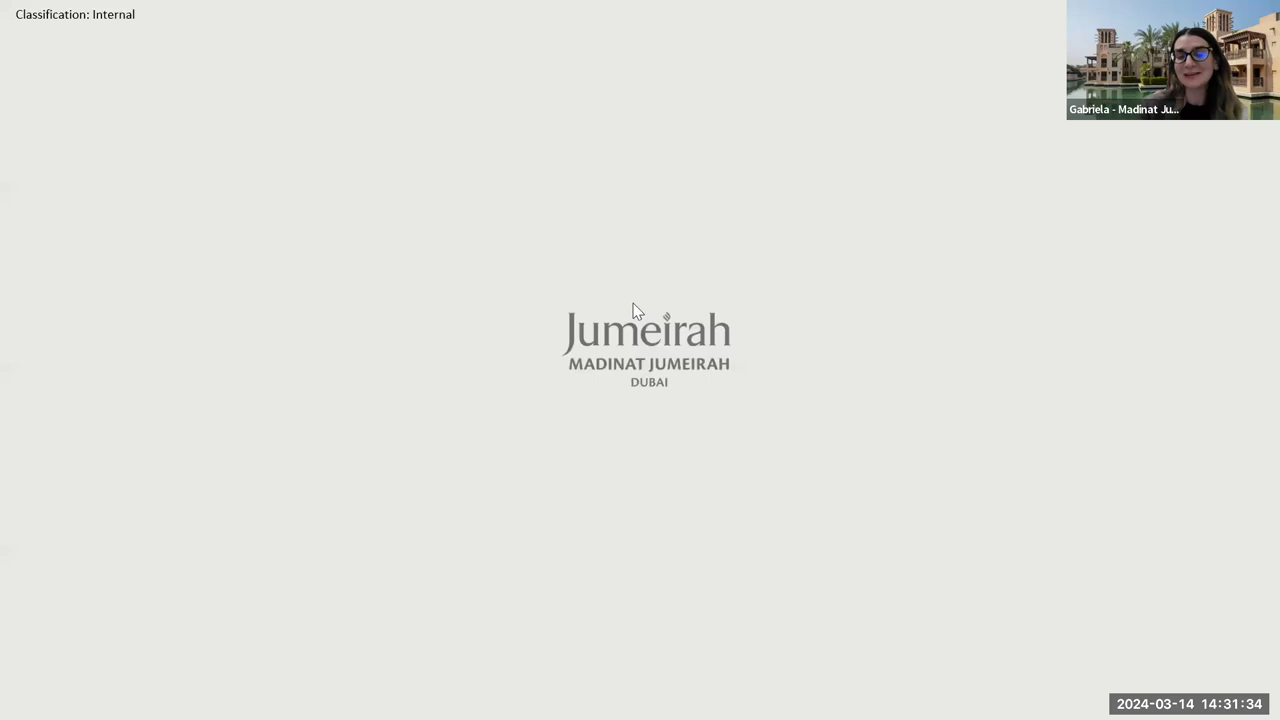 Classification: Internal
Gabriela - Madinat Ju...
Jumeirah
MADINAT JUMEIRAH
DUBAI
2024-03-14 14:31:34